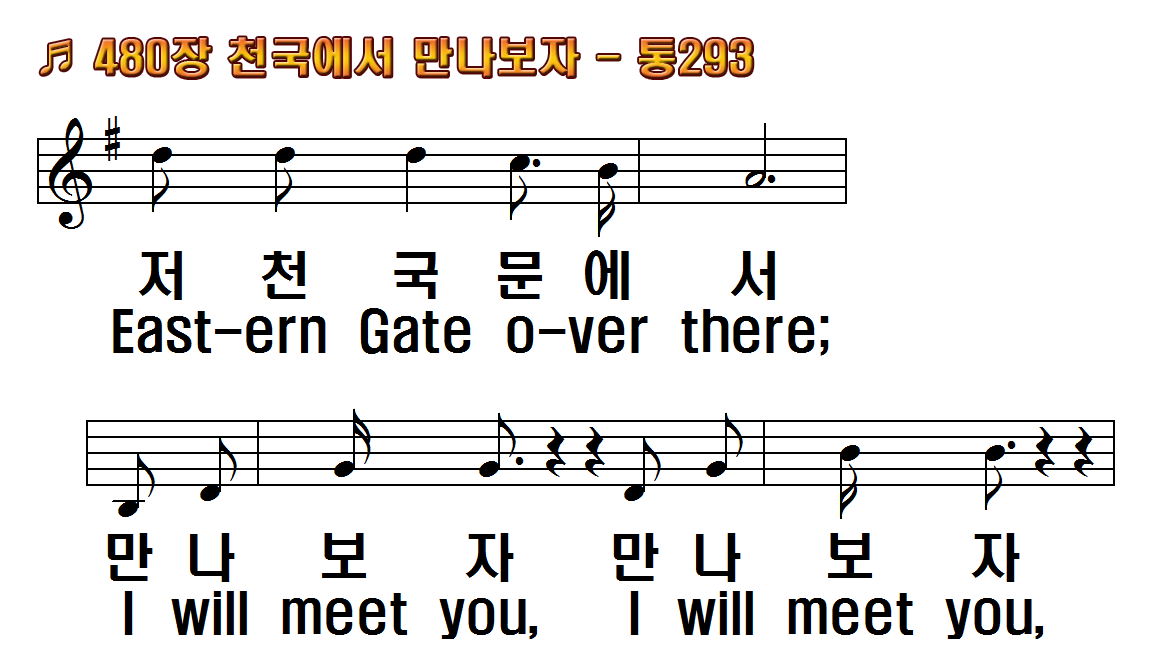 ♬ 480장 천국에서 만나보자 - 통293
저 천 국 문 에 서
East-ern Gate o-ver there;
만 나 보 자 만 나 보 자
I will meet you, I will meet you,